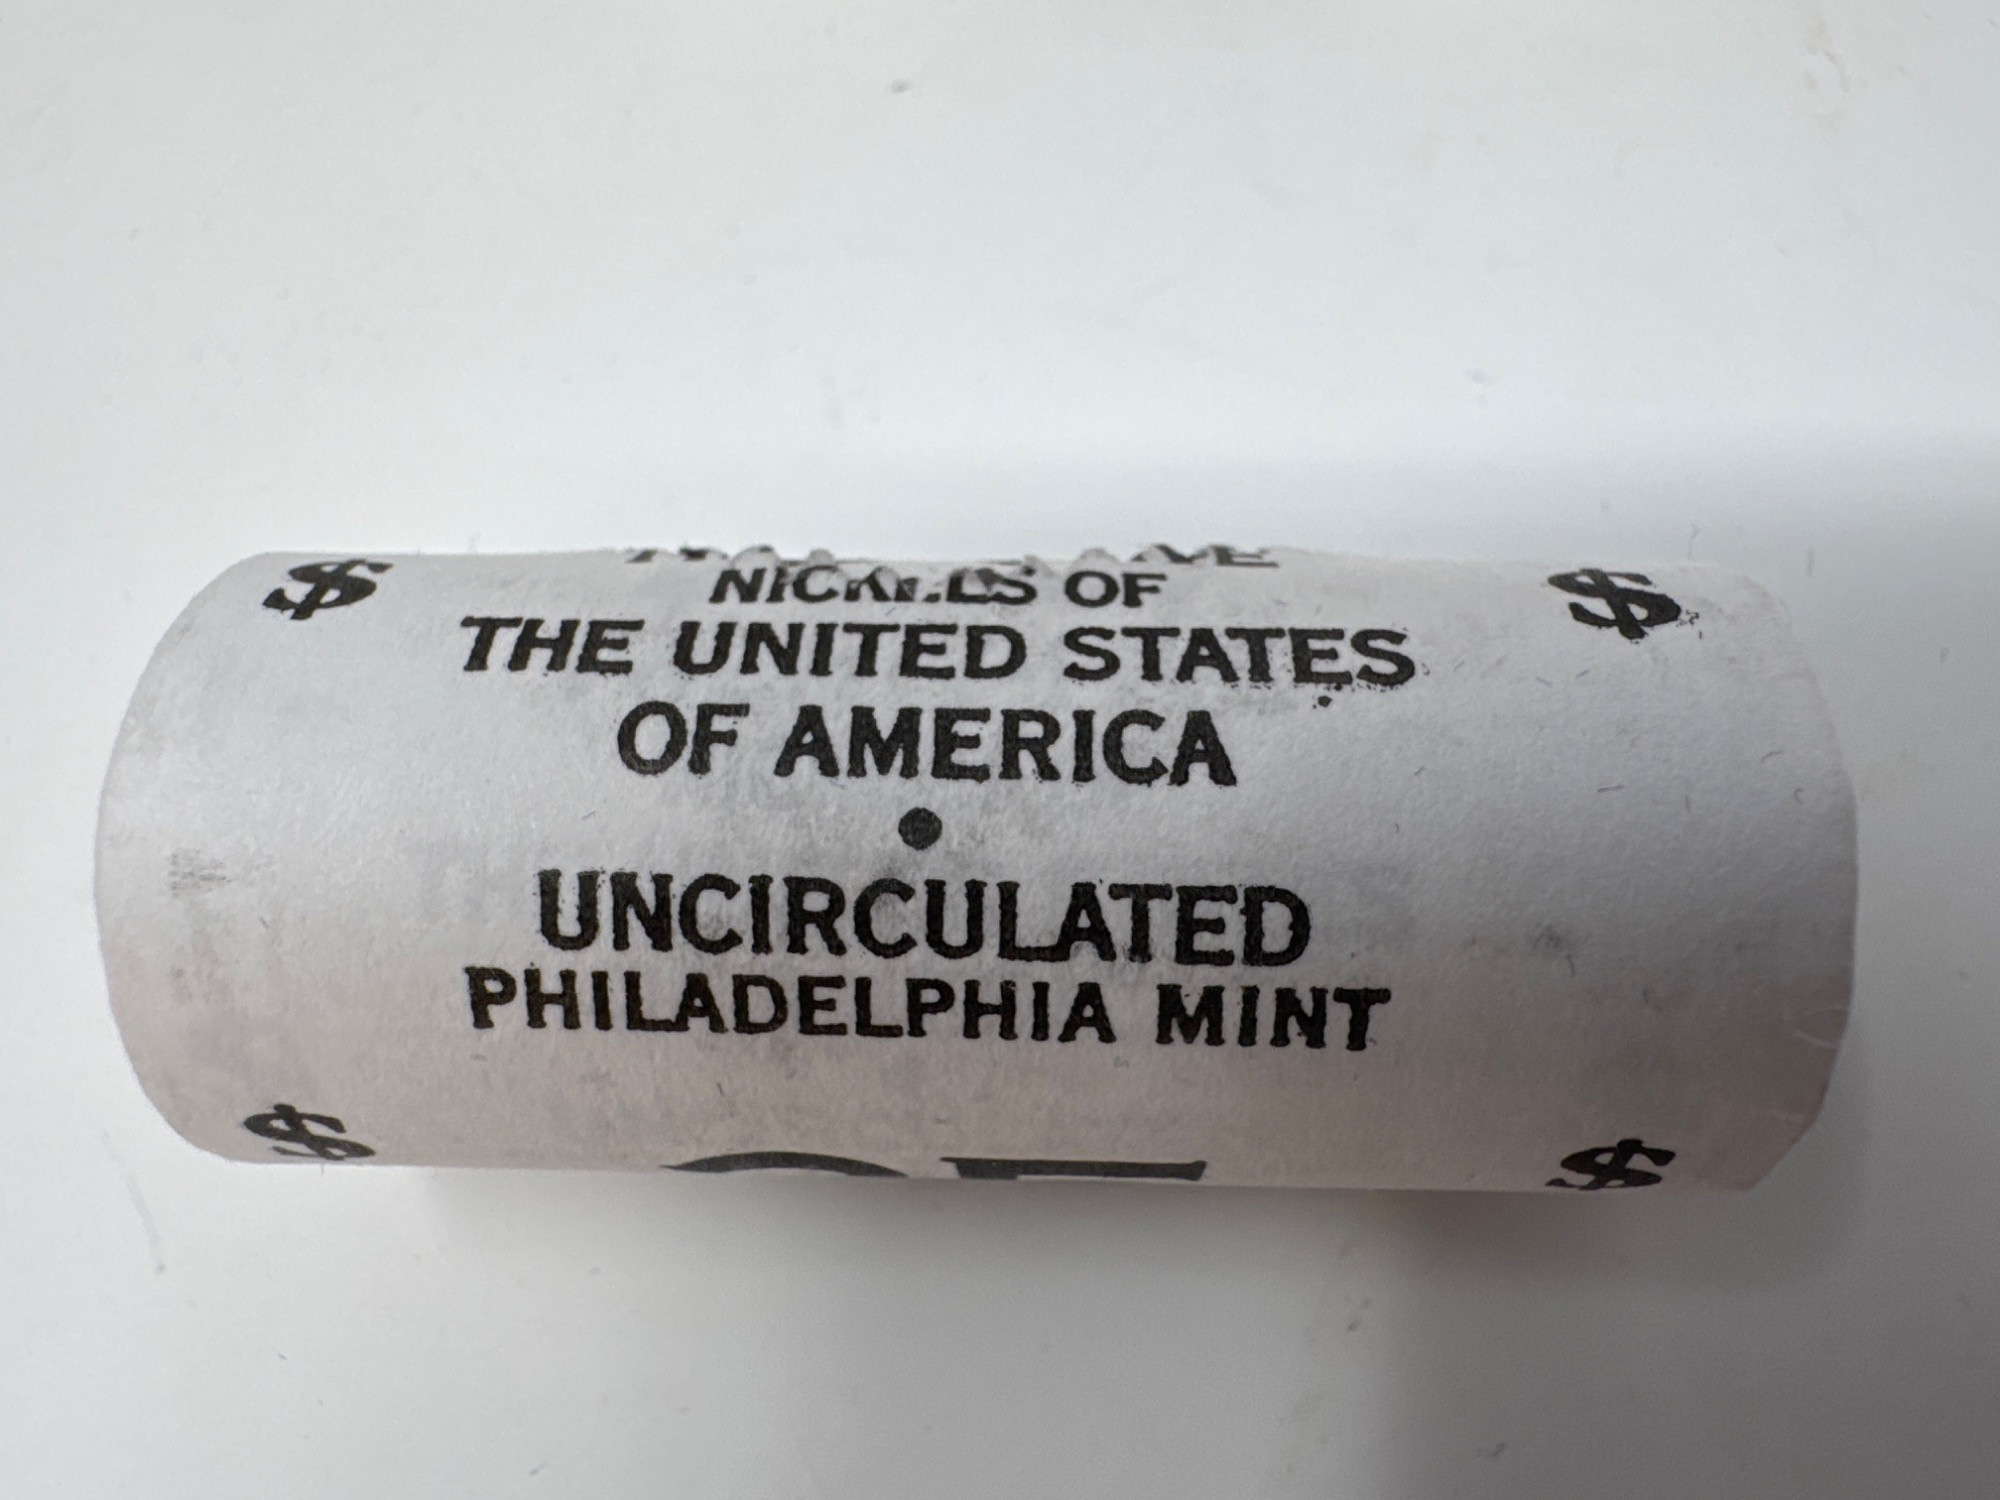 $ $
NICKELS OF
THE UNITED STATES
OF AMERICA
•
UNCIRCULATED
PHILADELPHIA MINT
$ $